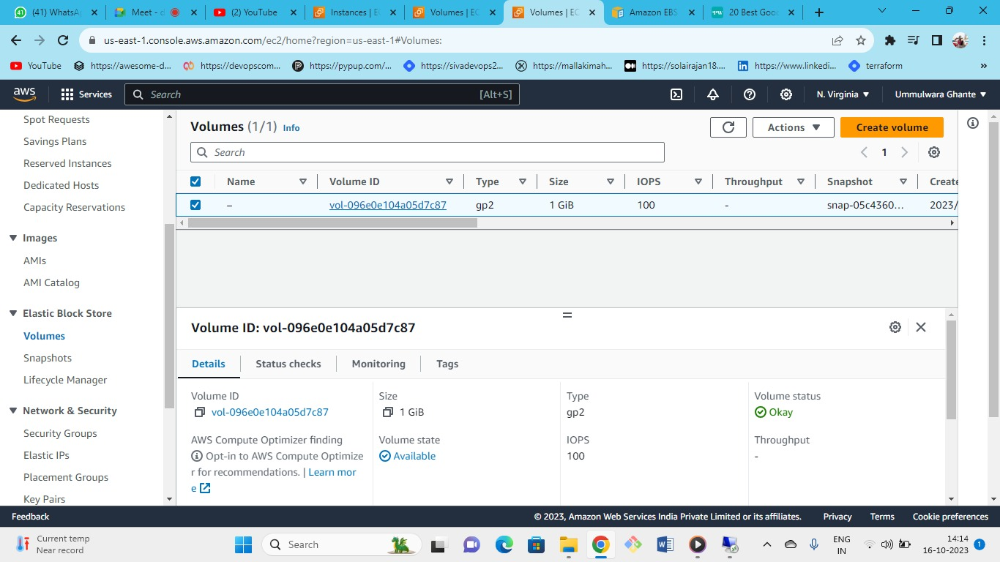 (41) WhatsA
Meet - d
(2) YouTube
Instances | E
Volumes | EC
Volumes | EC
Amazon EBS
20 Best Goo
us-east-1.console.aws.amazon.com/ec2/home?region=us-east-1#Volumes:
YouTube
https://awesome-d...
https://devopscom...
https://pypup.com/...
https://sivadevops2...
https://mallakimah...
https://solairajan18....
https://www.linkedi...
terraform
aws
Services
Search
[Alt+S]
N. Virginia
Ummulwara Ghante
Spot Requests
Savings Plans
Reserved Instances
Dedicated Hosts
Capacity Reservations
Images
AMIs
AMI Catalog
Elastic Block Store
Volumes
Snapshots
Lifecycle Manager
Network & Security
Security Groups
Elastic IPs
Placement Groups
Key Pairs
Volumes (1/1) Info
Actions
Create volume
Search
1
Name Volume ID Type Size IOPS Throughput Snapshot Create
– vol-096e0e104a05d7c87 gp2 1 GiB 100 - snap-05c4360... 2023/
Volume ID: vol-096e0e104a05d7c87
Details Status checks Monitoring Tags
Volume ID
vol-096e0e104a05d7c87
Size
1 GiB
Type
gp2
Volume status
Okay
AWS Compute Optimizer finding
Opt-in to AWS Compute Optimize
r for recommendations. | Learn mor
e
Volume state
Available
IOPS
100
Throughput
-
Feedback
© 2023, Amazon Web Services India Private Limited or its affiliates.
Privacy
Terms
Cookie preferences
Current temp
Near record
Search
ENG
IN
14:14
16-10-2023
1